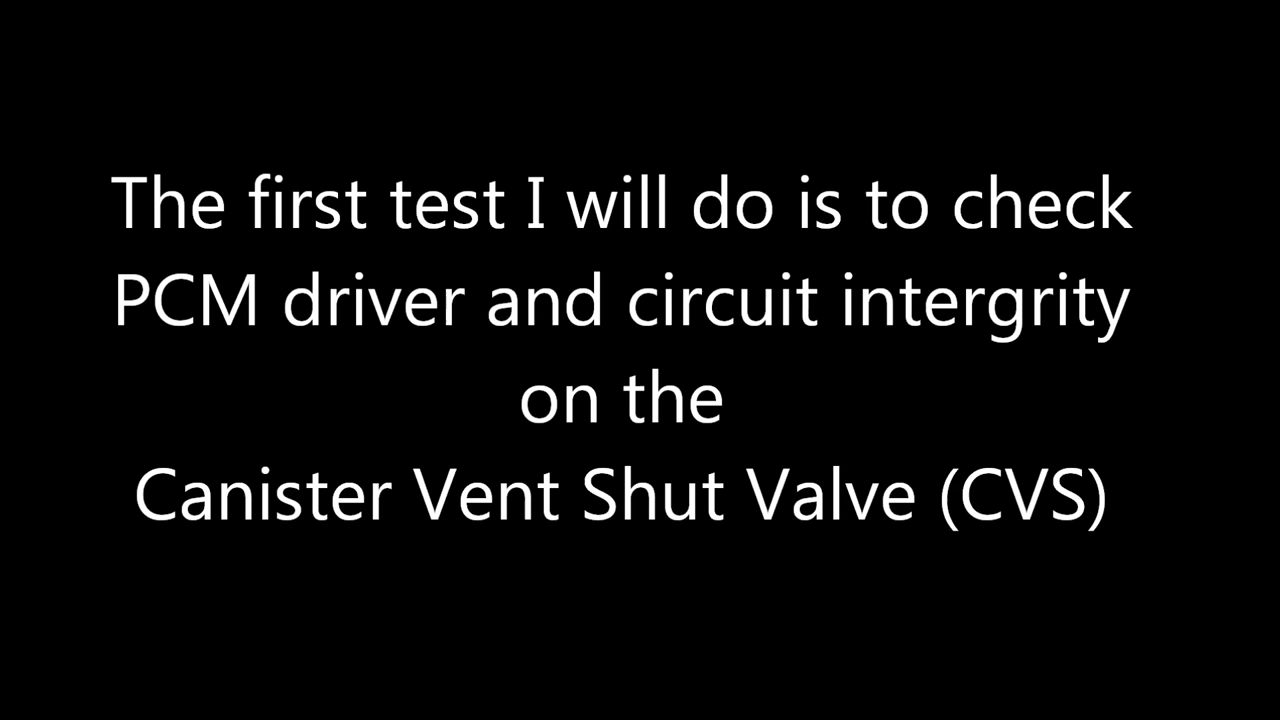 The first test I will do is to check
PCM driver and circuit intergrity
on the
Canister Vent Shut Valve (CVS)